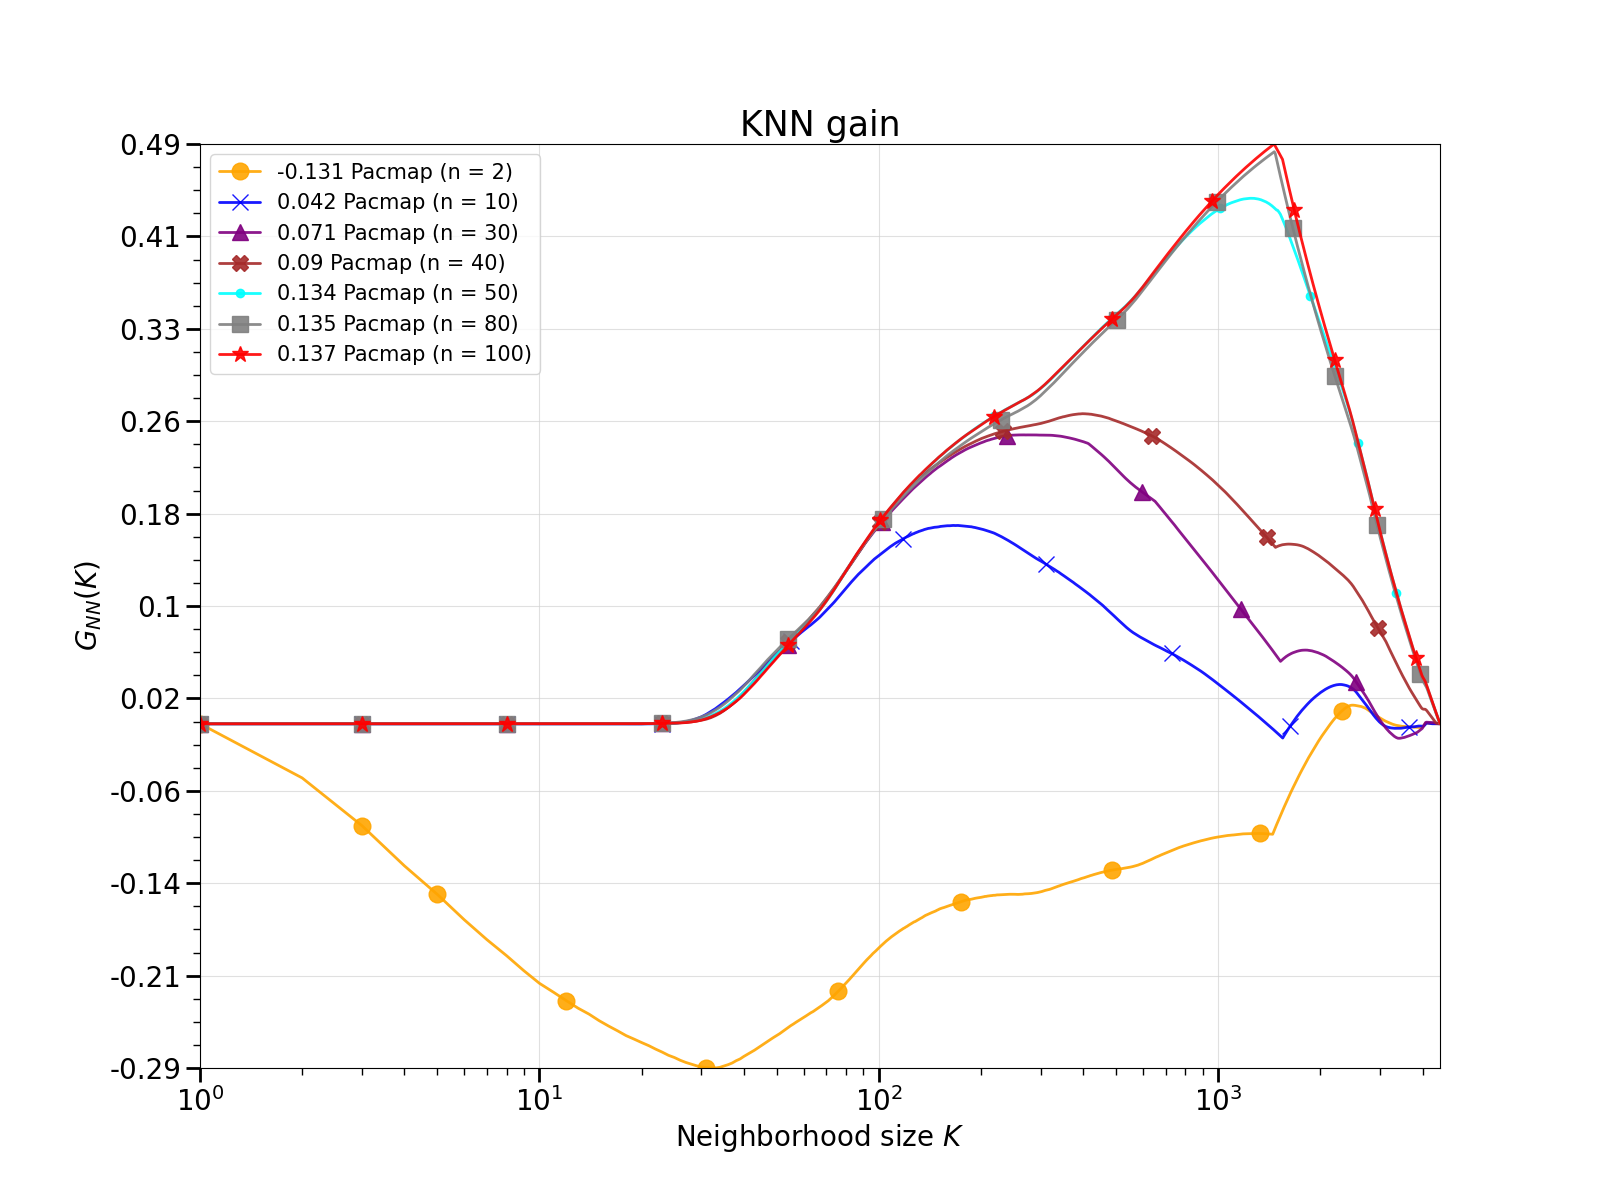 KNN gain
0.49
0.41
0.33
0.26
0.18
0.1
0.02
-0.06
-0.14
-0.21
-0.29
G_NN(K)
-0.131 Pacmap (n = 2)
0.042 Pacmap (n = 10)
0.071 Pacmap (n = 30)
0.09 Pacmap (n = 40)
0.134 Pacmap (n = 50)
0.135 Pacmap (n = 80)
0.137 Pacmap (n = 100)
10^0 10^1 10^2 10^3
Neighborhood size K